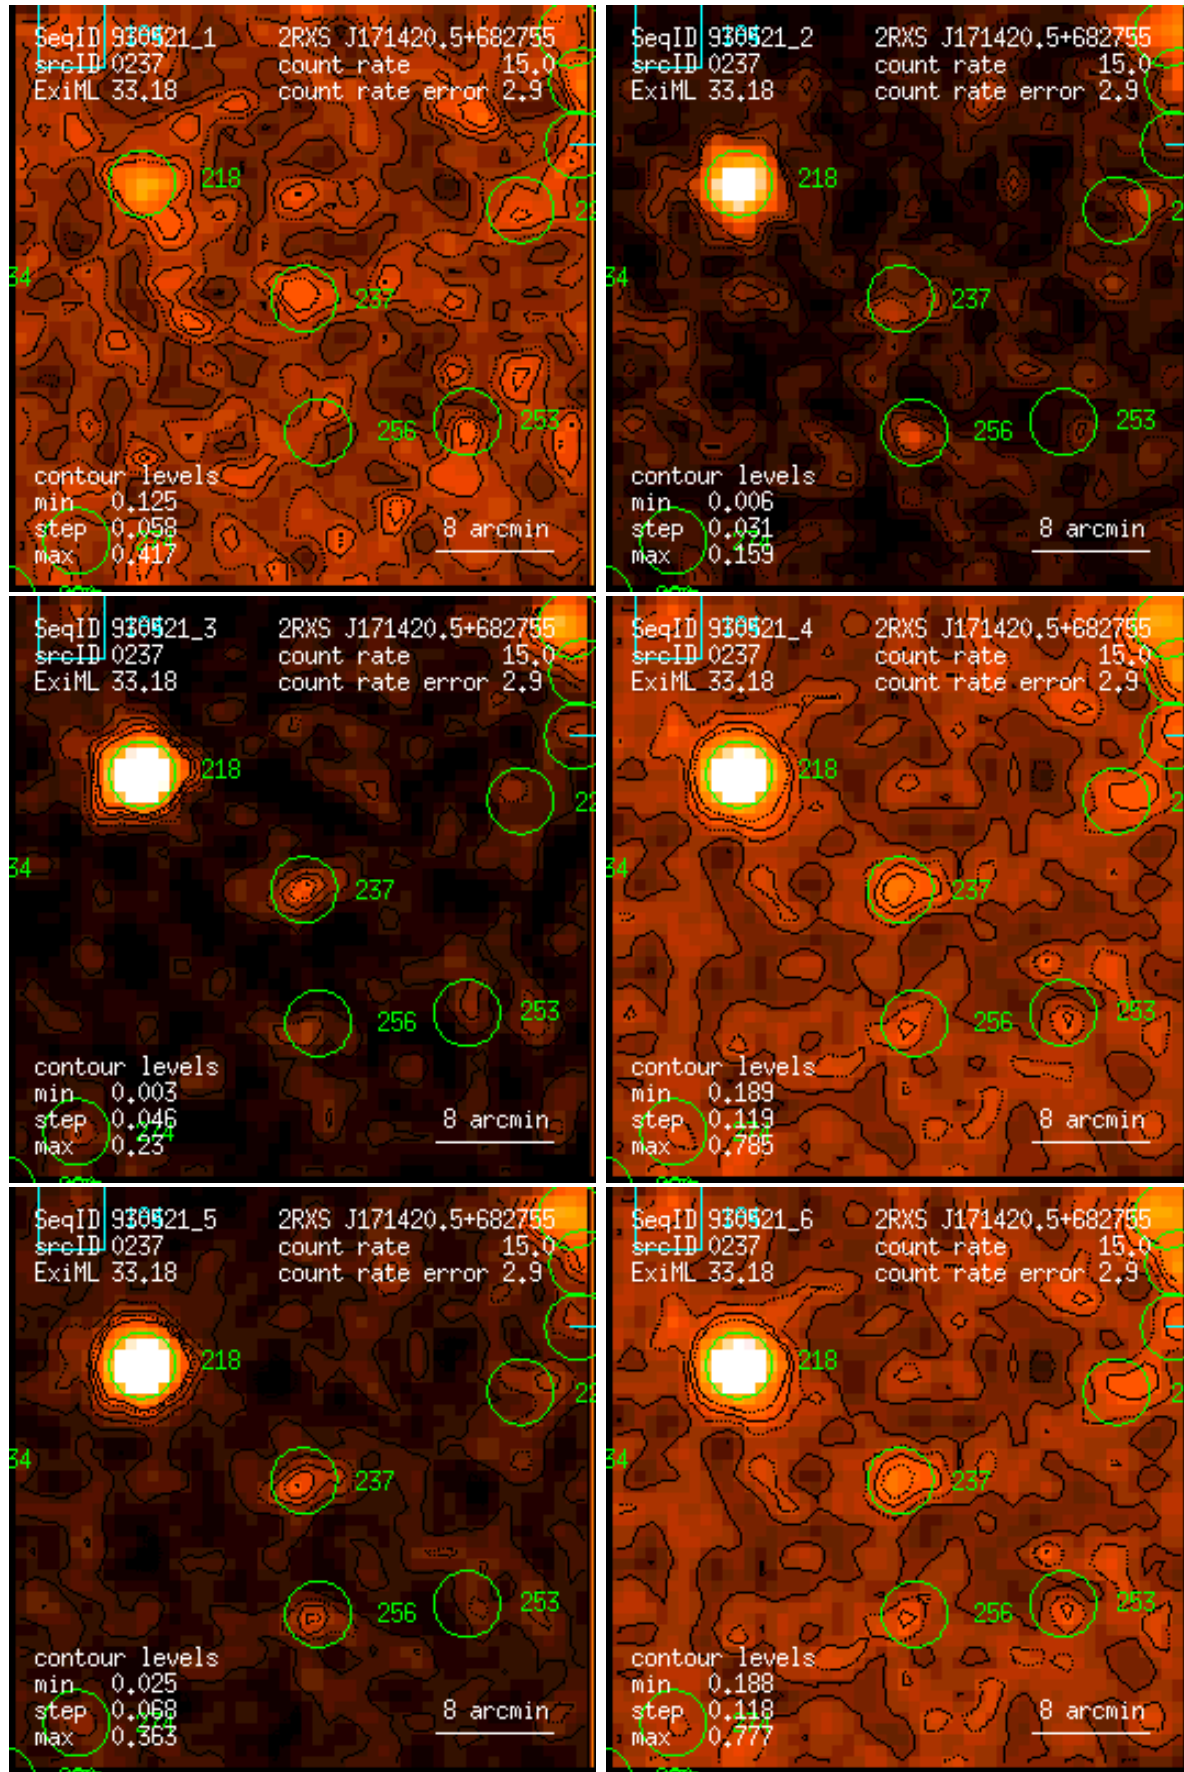 SeqID 930521_1 2RXS J171420.5+682755
srcID 0237 count rate 15.0
ExiML 33.18 count rate error 2.9
218
34
237
256
253
contour levels
min 0.125
step 0.058
max 0.417
8 arcmin
SeqID 930521_2 2RXS J171420.5+682755
srcID 0237 count rate 15.0
ExiML 33.18 count rate error 2.9
218
34
237
256
253
contour levels
min 0.006
step 0.031
max 0.159
8 arcmin
SeqID 930521_3 2RXS J171420.5+682755
srcID 0237 count rate 15.0
ExiML 33.18 count rate error 2.9
218
34
237
256
253
contour levels
min 0.003
step 0.046
max 0.23
8 arcmin
SeqID 930521_4 2RXS J171420.5+682755
srcID 0237 count rate 15.0
ExiML 33.18 count rate error 2.9
218
34
237
256
253
contour levels
min 0.189
step 0.119
max 0.785
8 arcmin
SeqID 930521_5 2RXS J171420.5+682755
srcID 0237 count rate 15.0
ExiML 33.18 count rate error 2.9
218
34
237
256
253
contour levels
min 0.025
step 0.068
max 0.363
8 arcmin
SeqID 930521_6 2RXS J171420.5+682755
srcID 0237 count rate 15.0
ExiML 33.18 count rate error 2.9
218
34
237
256
253
contour levels
min 0.188
step 0.118
max 0.777
8 arcmin